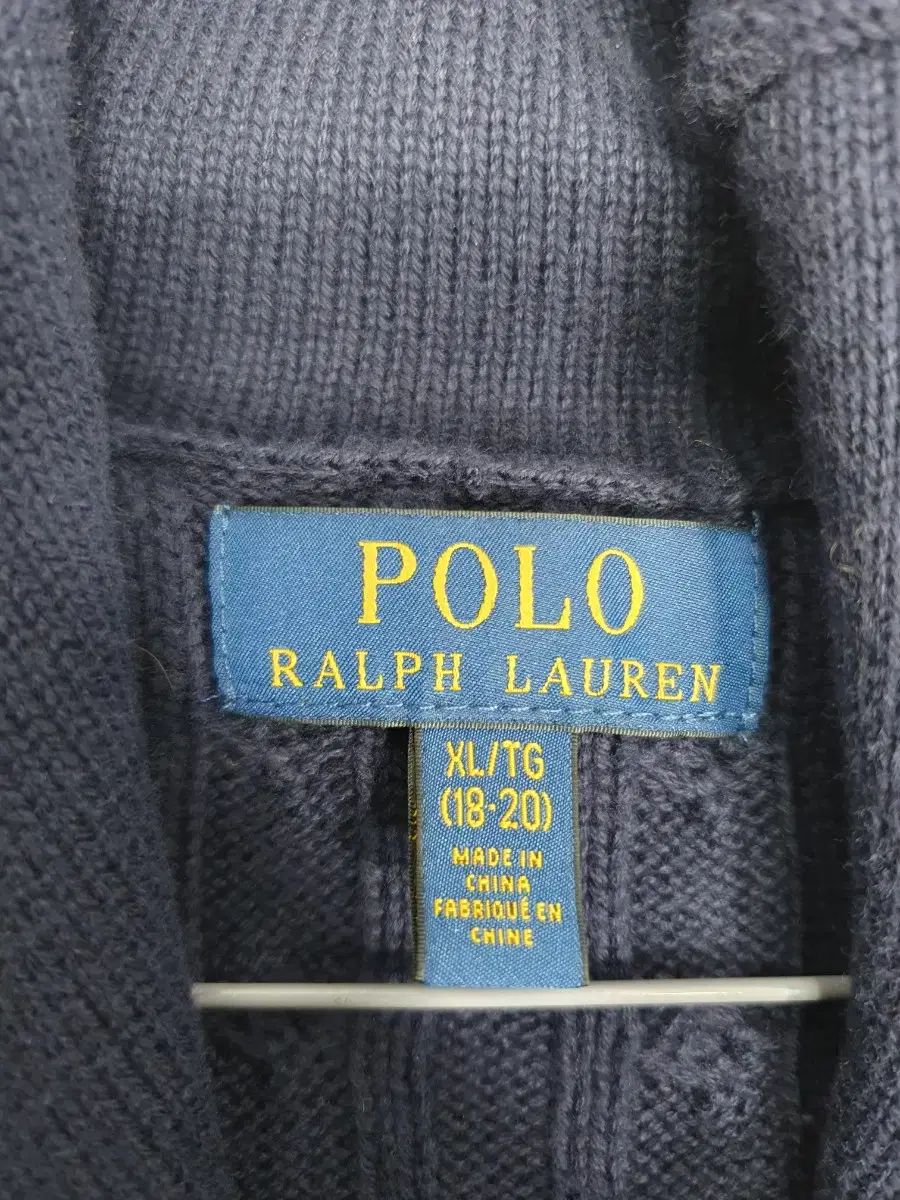 POLO
RALPH LAUREN
XL/TG
(18-20)
MADE IN
CHINA
FABRIQUÉ EN
CHINE